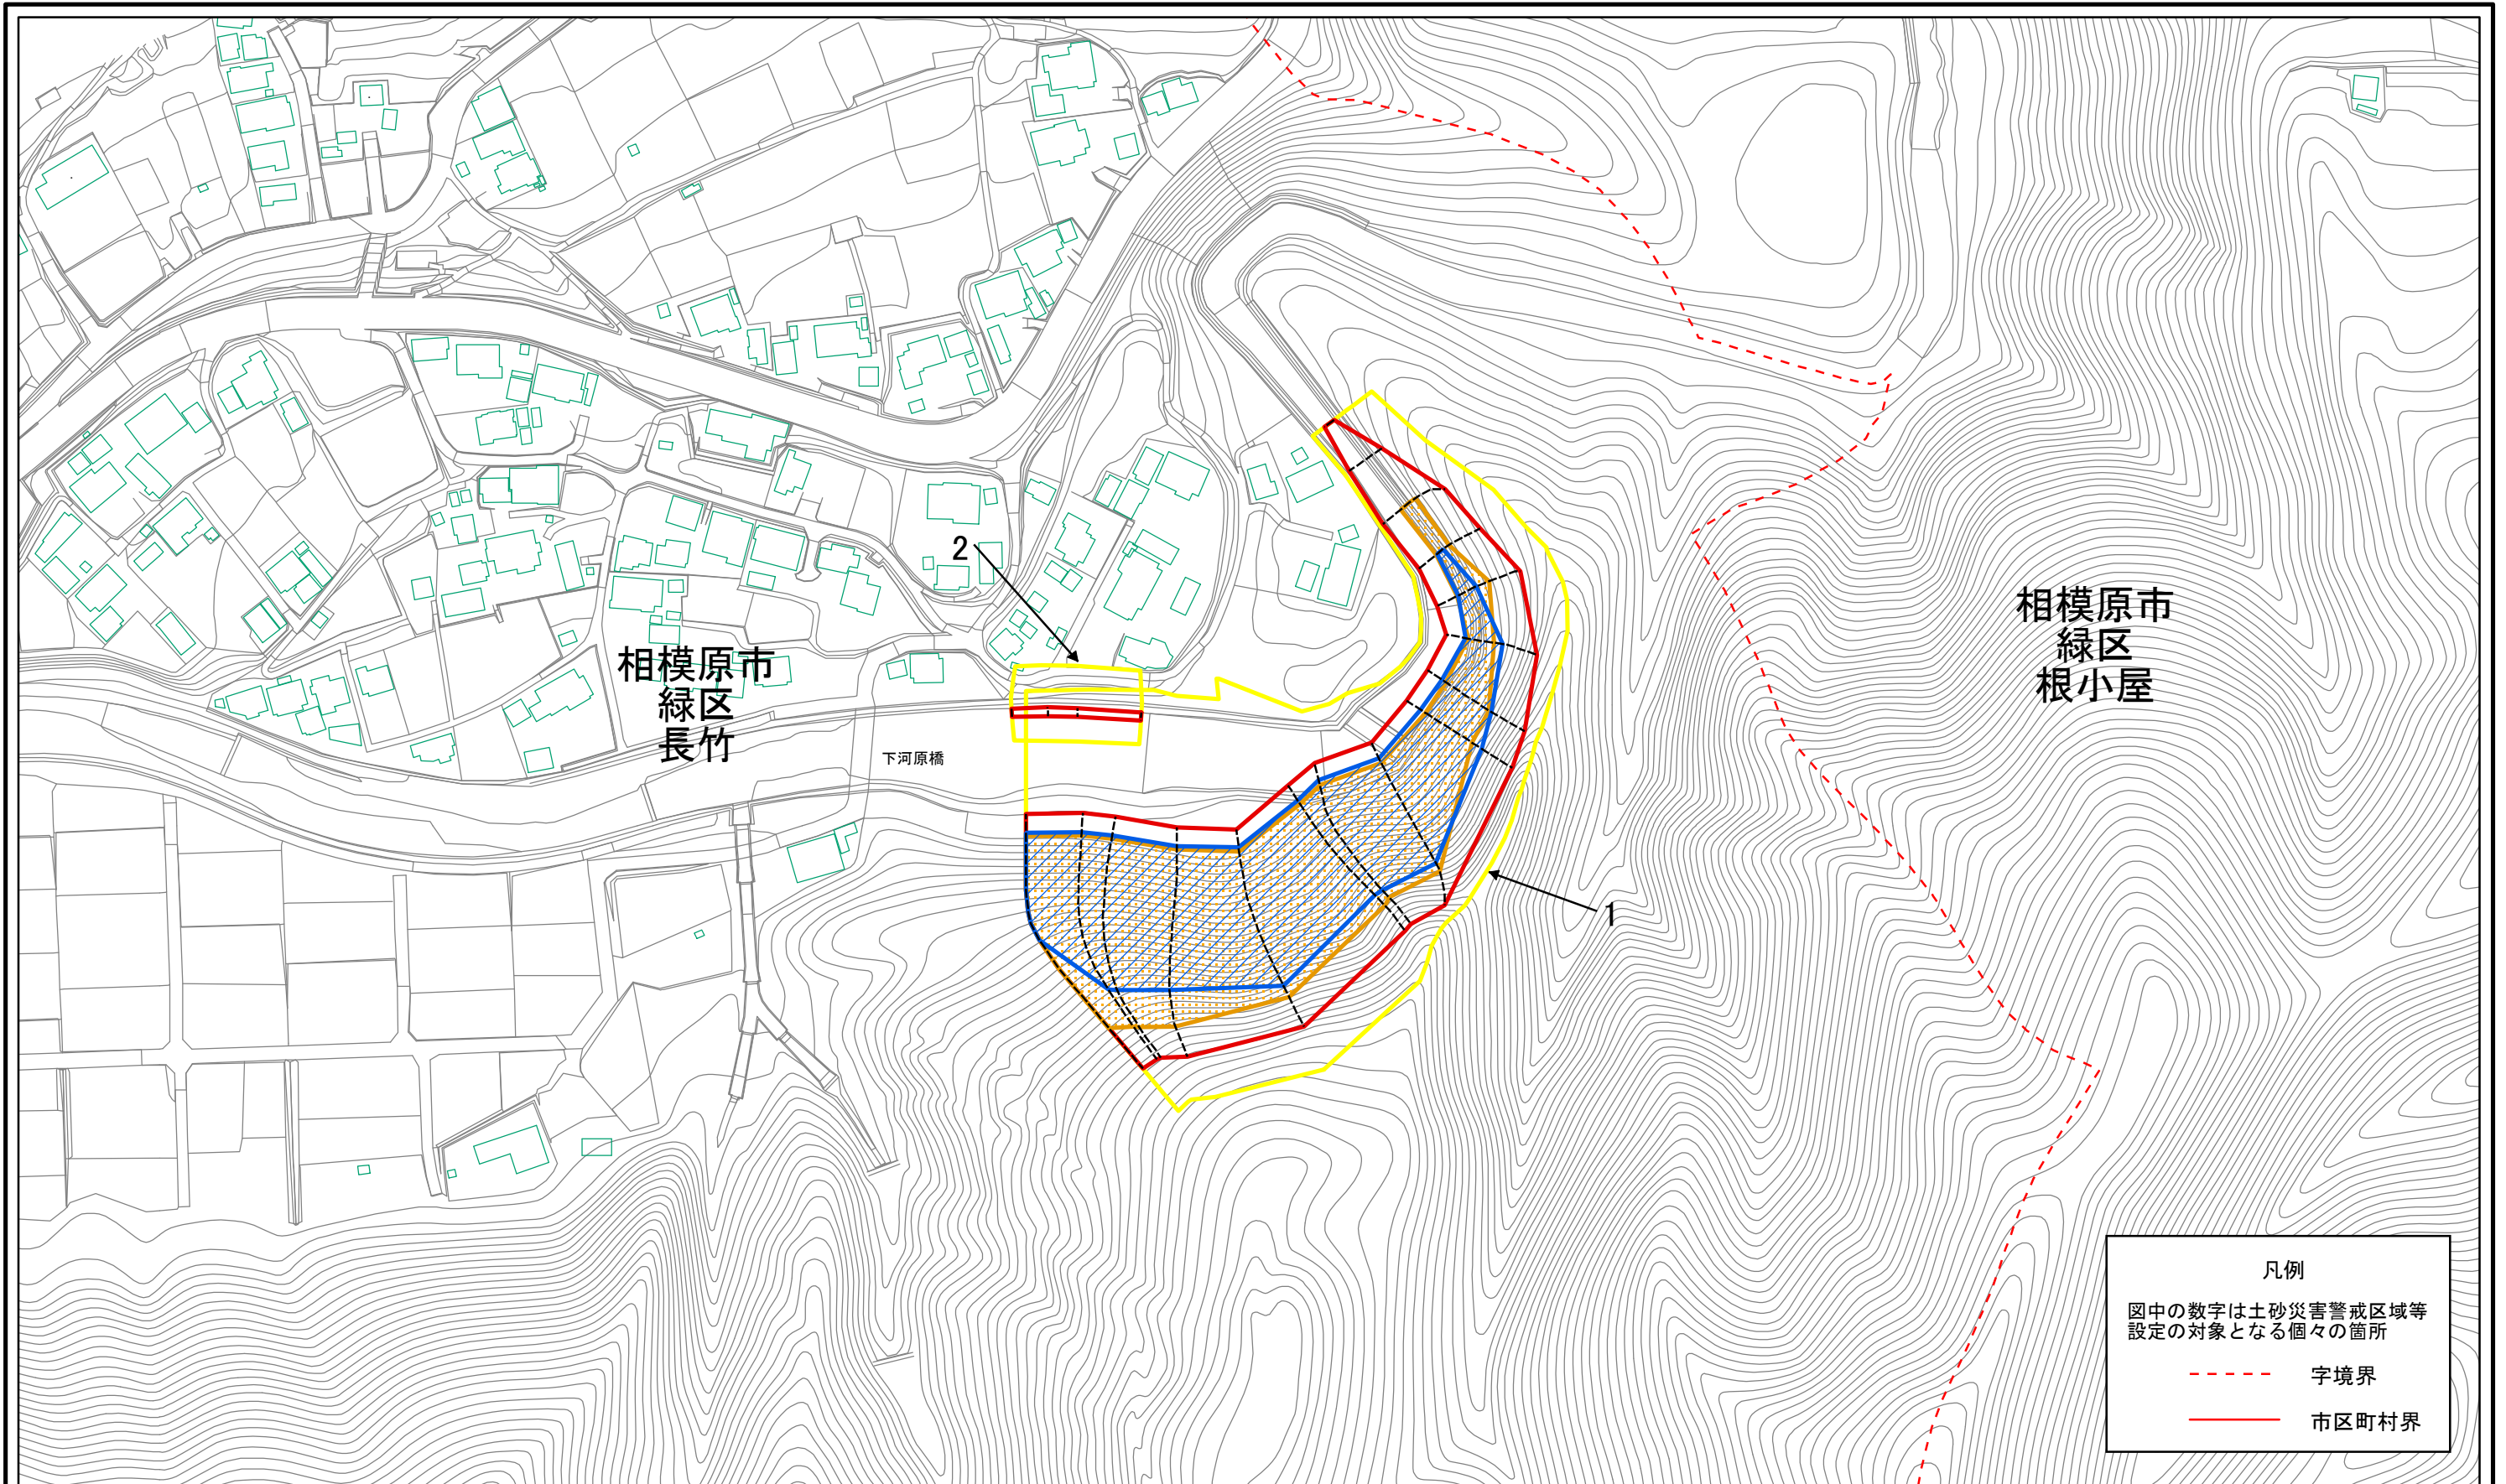 2
相模原市
緑区
長竹
下河原橋
相模原市
緑区
根小屋
1
凡例
図中の数字は土砂災害警戒区域等
設定の対象となる個々の箇所
字境界
市区町村界